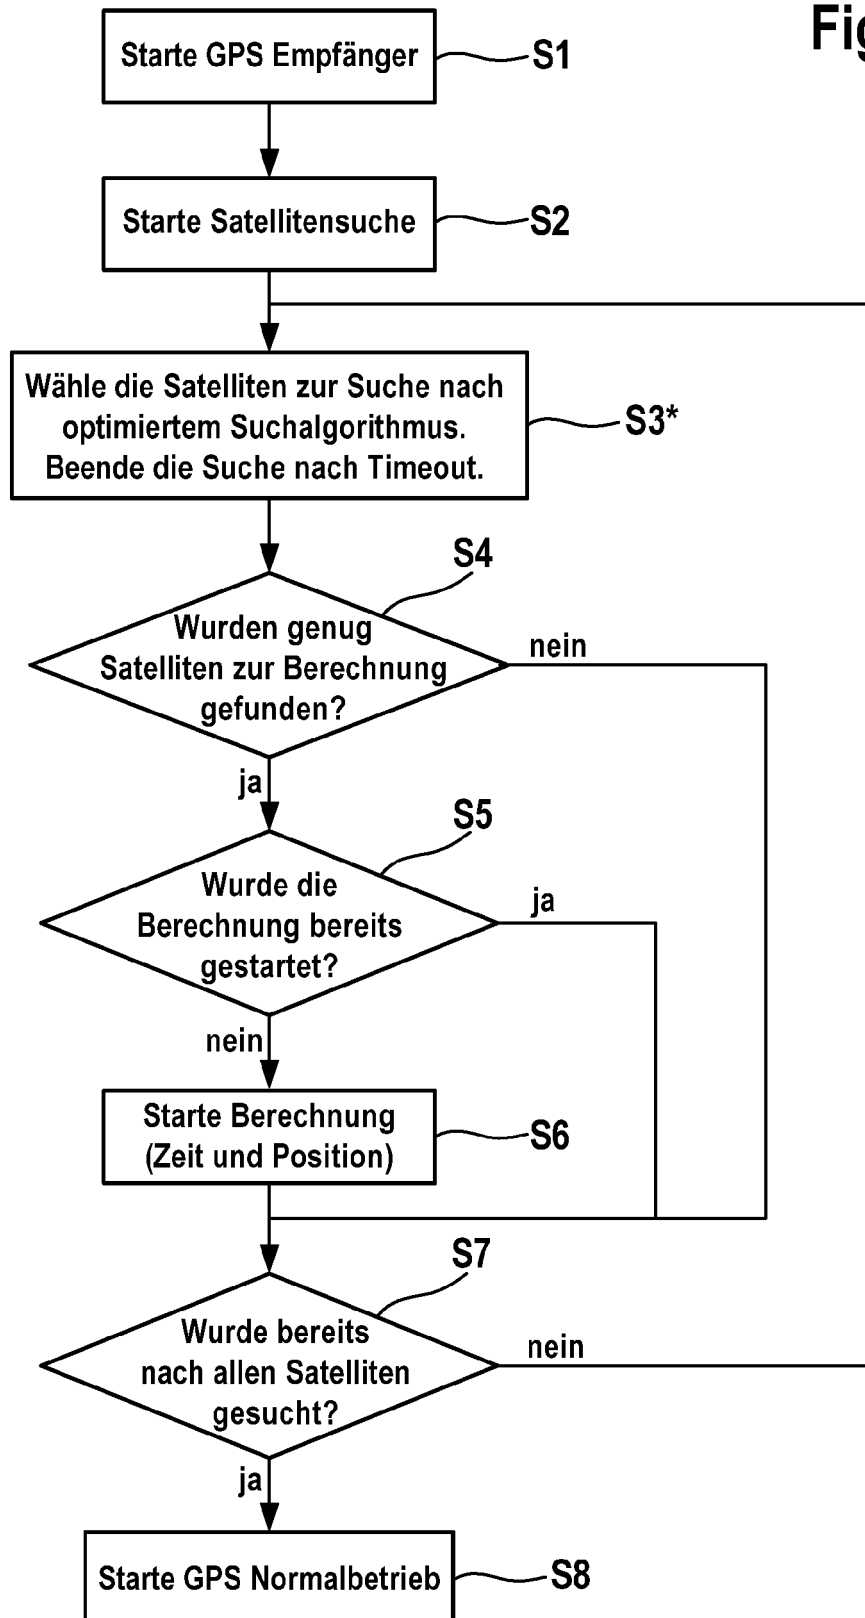 Fig
Starte GPS Empfänger
S1
Starte Satellitensuche
S2
Wähle die Satelliten zur Suche nach
optimiertem Suchalgorithmus.
Beende die Suche nach Timeout.
S3*
S4
Wurden genug
Satelliten zur Berechnung
gefunden?
nein
ja
S5
Wurde die
Berechnung bereits
gestartet?
ja
nein
Starte Berechnung
(Zeit und Position)
S6
S7
Wurde bereits
nach allen Satelliten
gesucht?
nein
ja
Starte GPS Normalbetrieb
S8